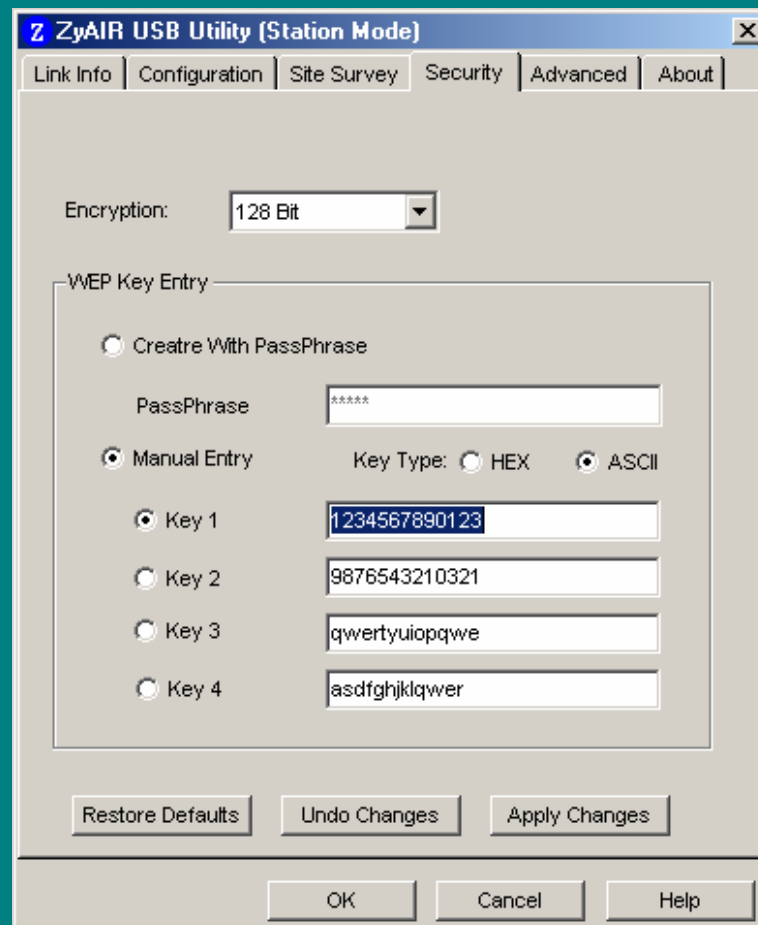 Z ZyAIR USB Utility (Station Mode)
Link Info Configuration Site Survey Security Advanced About
Encryption: 128 Bit
WEP Key Entry
Creatre With PassPhrase
PassPhrase *****
Manual Entry Key Type: HEX ASCII
Key 1 1234567890123
Key 2 9876543210321
Key 3 qwertyuiopqwe
Key 4 asdfghjklqwer
Restore Defaults Undo Changes Apply Changes
OK Cancel Help